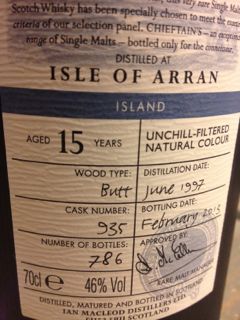 Scotch Whisky has been specially chosen to meet the
criteria of our selection panel. CHIEFTAIN'S - an exceptional
range of Single Malts - bottled only for the connoisseur.
DISTILLED AT
ISLE OF ARRAN
ISLAND
AGED 15 YEARS
UNCHILL-FILTERED
NATURAL COLOUR
WOOD TYPE:
Butt
DISTILLATION DATE:
June 1997
CASK NUMBER:
935
BOTTLING DATE:
February 2013
NUMBER OF BOTTLES:
786
APPROVED BY
RARE MALT MANAGER
70cl e 46% Vol
DISTILLED, MATURED AND BOTTLED IN SCOTLAND
IAN MACLEOD DISTILLERS LTD
SCOTLAND